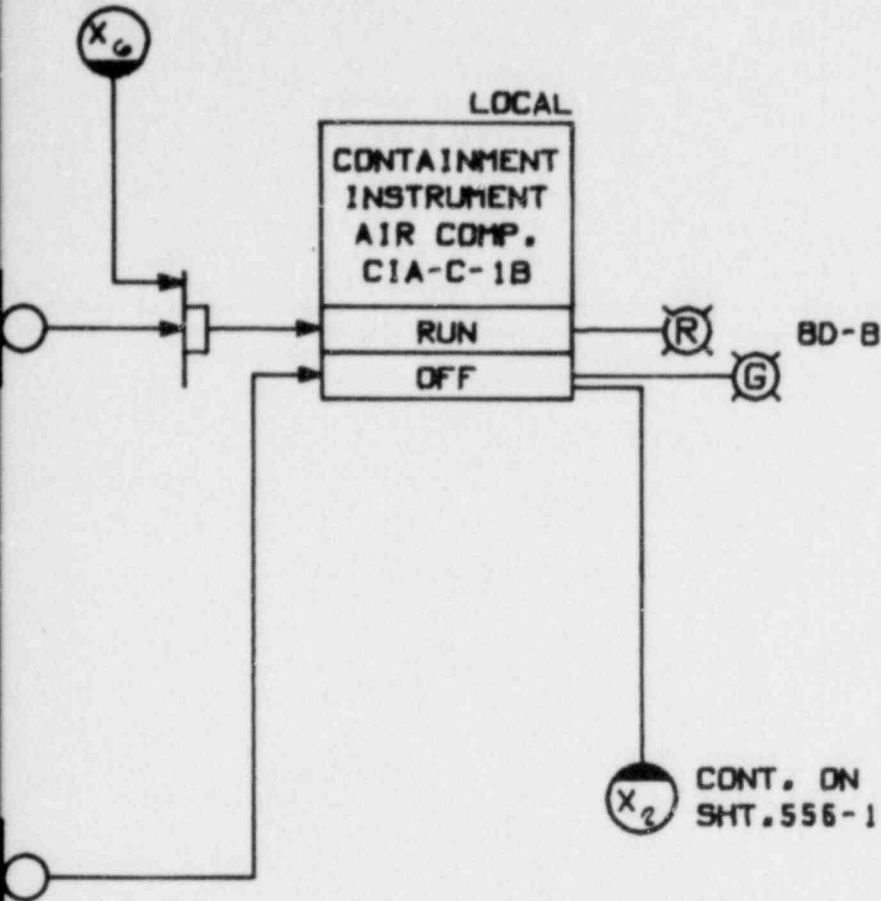 X6
LOCAL
CONTAINMENT
INSTRUMENT
AIR COMP.
CIA-C-1B
RUN
R
BD-B
OFF
G
X2
CONT. ON
SHT.556-1